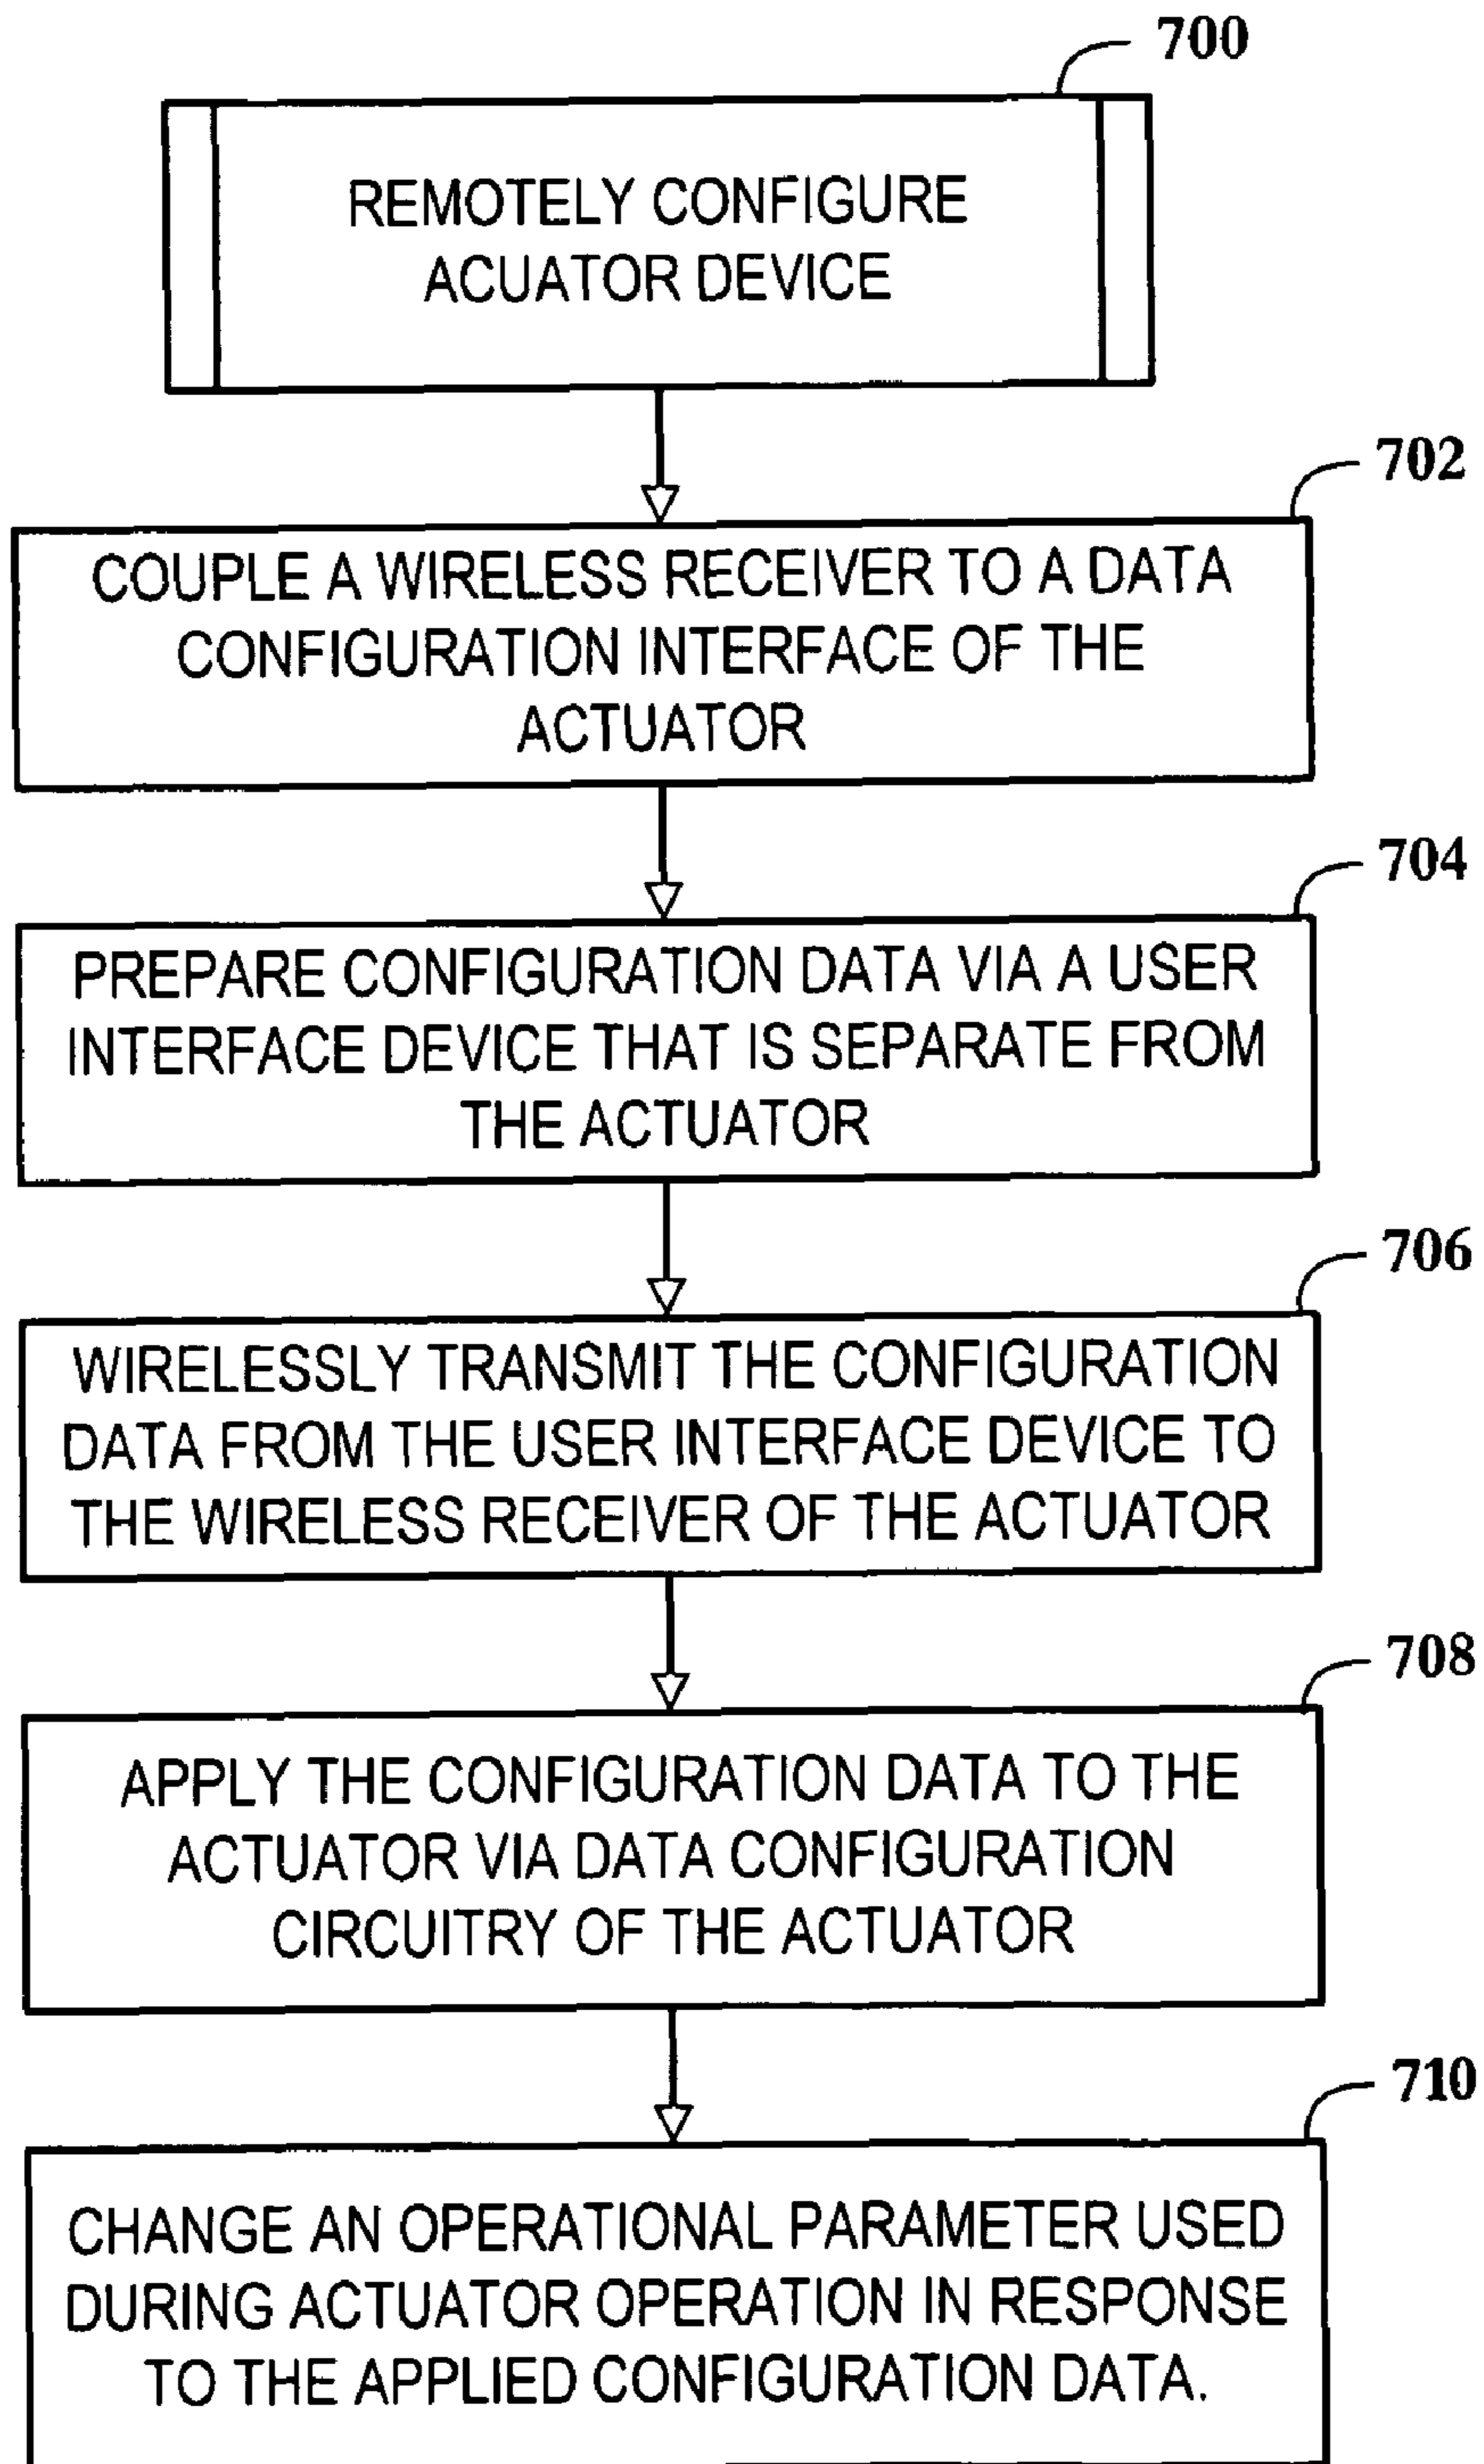 700
REMOTELY CONFIGURE
ACUATOR DEVICE
702
COUPLE A WIRELESS RECEIVER TO A DATA
CONFIGURATION INTERFACE OF THE
ACTUATOR
704
PREPARE CONFIGURATION DATA VIA A USER
INTERFACE DEVICE THAT IS SEPARATE FROM
THE ACTUATOR
706
WIRELESSLY TRANSMIT THE CONFIGURATION
DATA FROM THE USER INTERFACE DEVICE TO
THE WIRELESS RECEIVER OF THE ACTUATOR
708
APPLY THE CONFIGURATION DATA TO THE
ACTUATOR VIA DATA CONFIGURATION
CIRCUITRY OF THE ACTUATOR
710
CHANGE AN OPERATIONAL PARAMETER USED
DURING ACTUATOR OPERATION IN RESPONSE
TO THE APPLIED CONFIGURATION DATA.